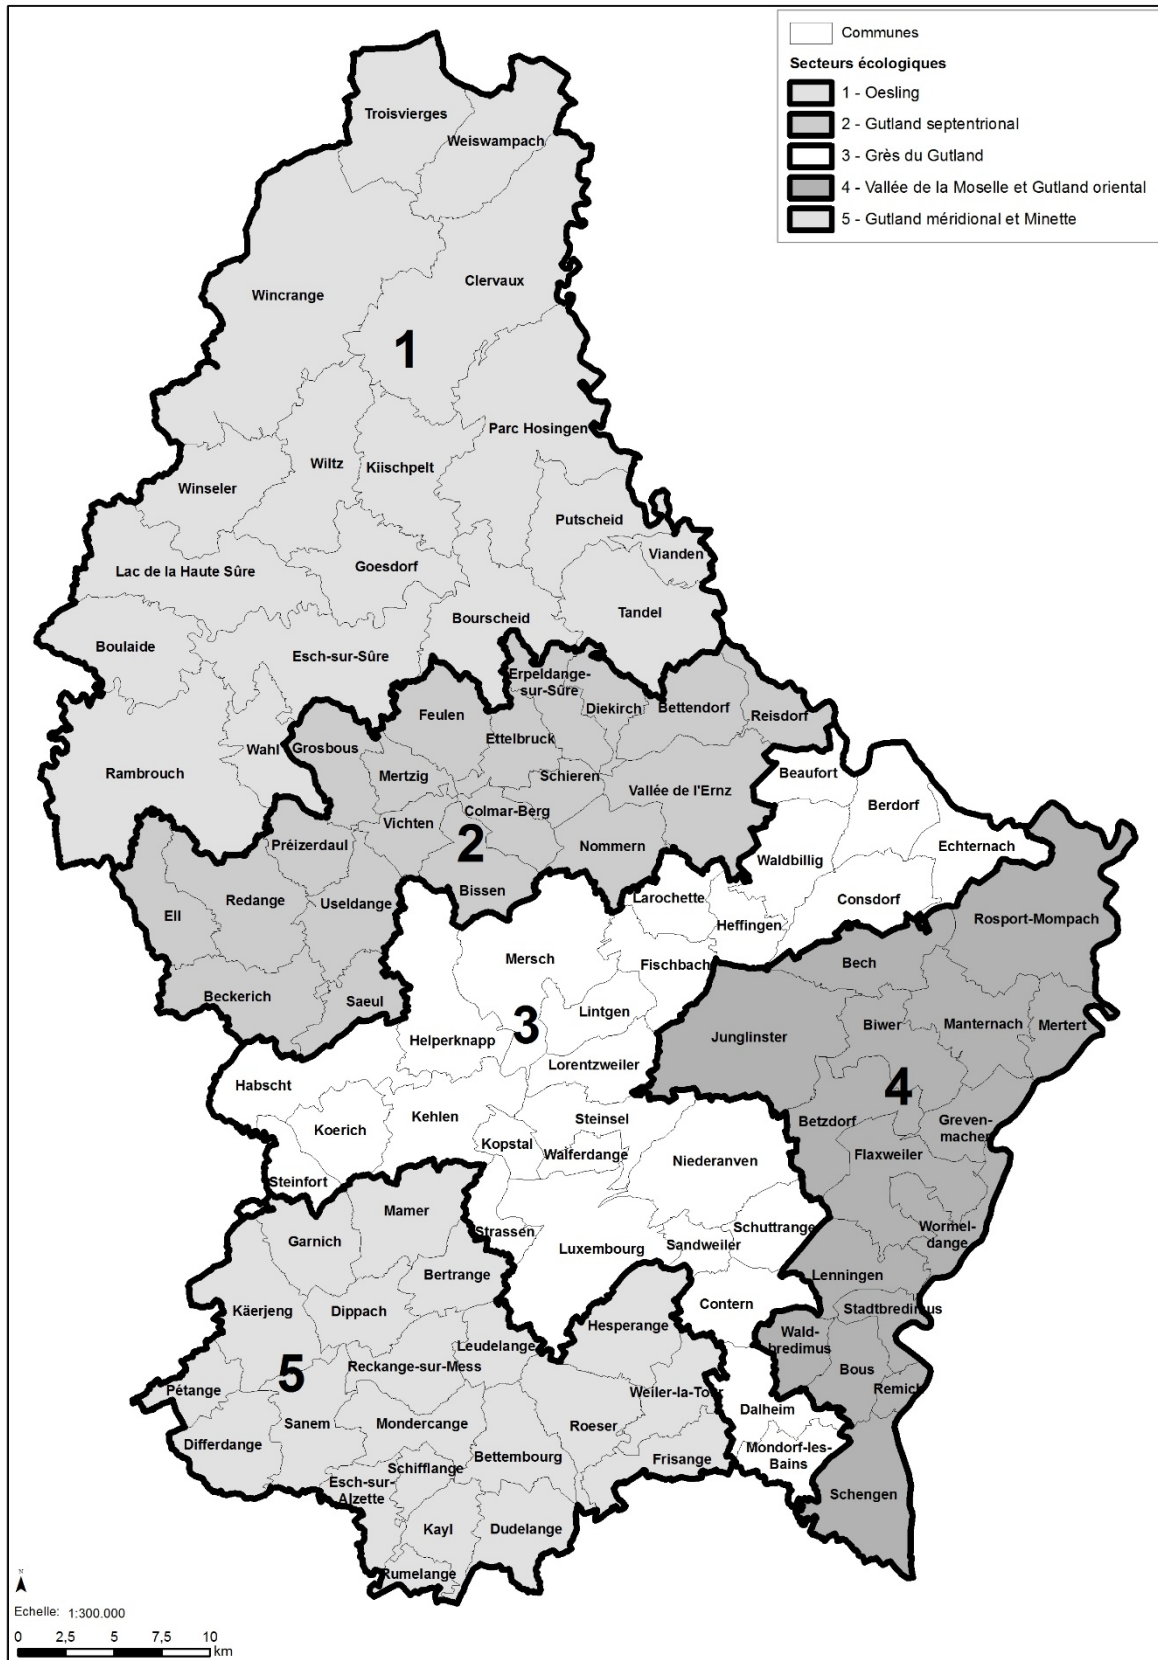 Communes
Secteurs écologiques
1 - Oesling
2 - Gutland septentrional
3 - Grès du Gutland
4 - Vallée de la Moselle et Gutland oriental
5 - Gutland méridional et Minette
Troisvierges
Weiswampach
Clervaux
Wincrange
1
Parc Hosingen
Wiltz
Kiischpelt
Winseler
Putscheid
Vianden
Goesdorf
Lac de la Haute Sûre
Tandel
Bourscheid
Boulaide
Esch-sur-Sûre
Erpeldange-
sur-Sûre
Diekirch
Bettendorf
Reisdorf
Feulen
Ettelbruck
Grosbous
Wahl
Rambrouch
Mertzig
Schieren
Vallée de l'Ernz
Beaufort
Berdorf
Colmar-Berg
Vichten
2
Préizerdaul
Nommern
Waldbillig
Echternach
Bissen
Larochette
Consdorf
Redange
Useldange
Ell
Heffingen
Rosport-Mompach
Mersch
Fischbach
Bech
Beckerich
Saeul
Lintgen
3
Junglinster
Biwer
Manternach
Mertert
Helperknapp
Lorentzweiler
Habscht
4
Kehlen
Steinsel
Betzdorf
Greven-
macher
Koerich
Kopstal
Walferdange
Niederanven
Flaxweiler
Steinfort
Mamer
Strassen
Schuttrange
Wormel-
dange
Garnich
Luxembourg
Sandweiler
Bertrange
Lenningen
Contern
Stadtbredimus
Käerjeng
Dippach
Hesperange
Wald-
bredimus
Leudelange
Reckange-sur-Mess
5
Bous
Remich
Pétange
Weiler-la-Tour
Dalheim
Sanem
Mondercange
Roeser
Differdange
Mondorf-les-
Bains
Bettembourg
Frisange
Schifflange
Esch-sur-
Alzette
Schengen
Kayl
Dudelange
Rumelange
N
Echelle: 1:300.000
0 2,5 5 7,5 10
km